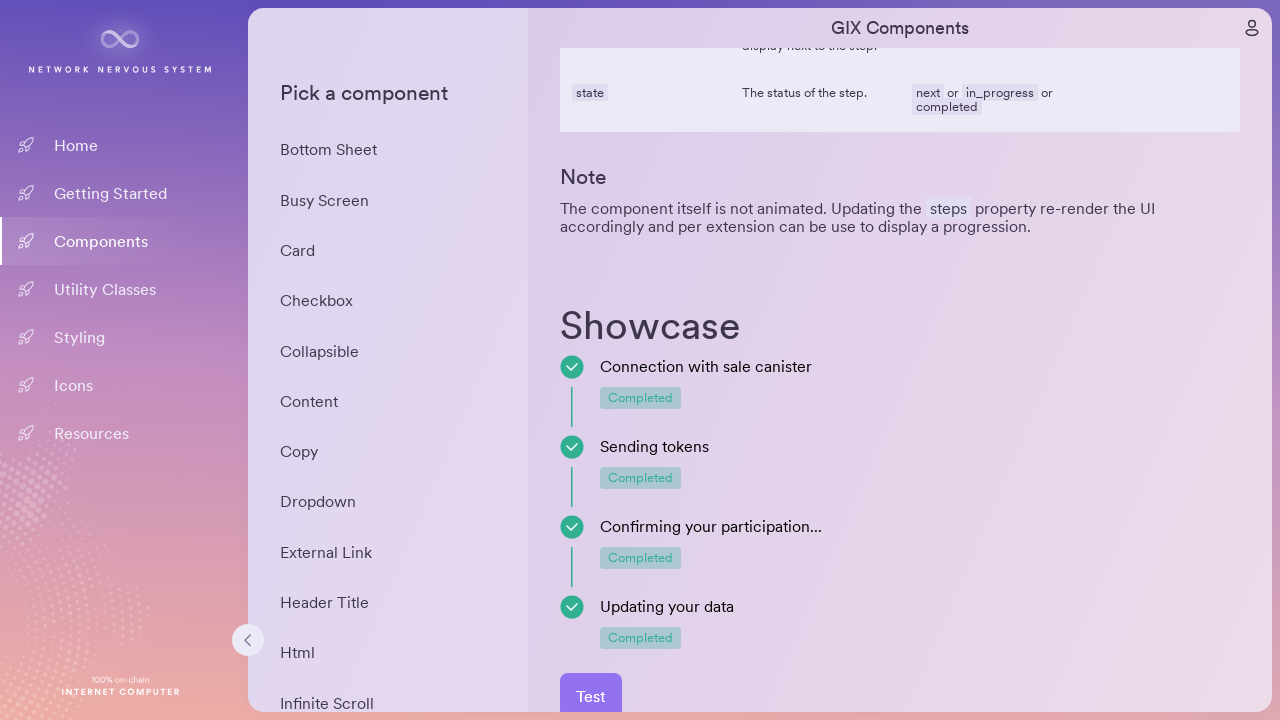 NETWORK NERVOUS SYSTEM
Home
Getting Started
Components
Utility Classes
Styling
Icons
Resources
100% on-chain
INTERNET COMPUTER
Pick a component
Bottom Sheet
Busy Screen
Card
Checkbox
Collapsible
Content
Copy
Dropdown
External Link
Header Title
Html
Infinite Scroll
GIX Components
display next to the step.
state The status of the step. next or in_progress or
completed
Note
The component itself is not animated. Updating the steps property re-render the UI
accordingly and per extension can be use to display a progression.
Showcase
Connection with sale canister
Completed
Sending tokens
Completed
Confirming your participation...
Completed
Updating your data
Completed
Test